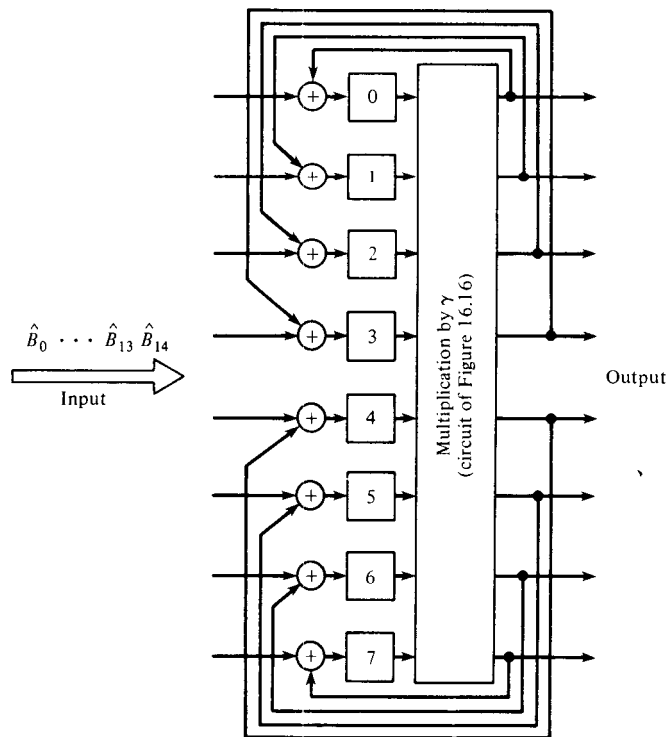 0
1
2
3
B̂₀ · · · B̂₁₃ B̂₁₄
Input
Multiplication by γ
(circuit of Figure 16.16)
Output
4
5
6
7